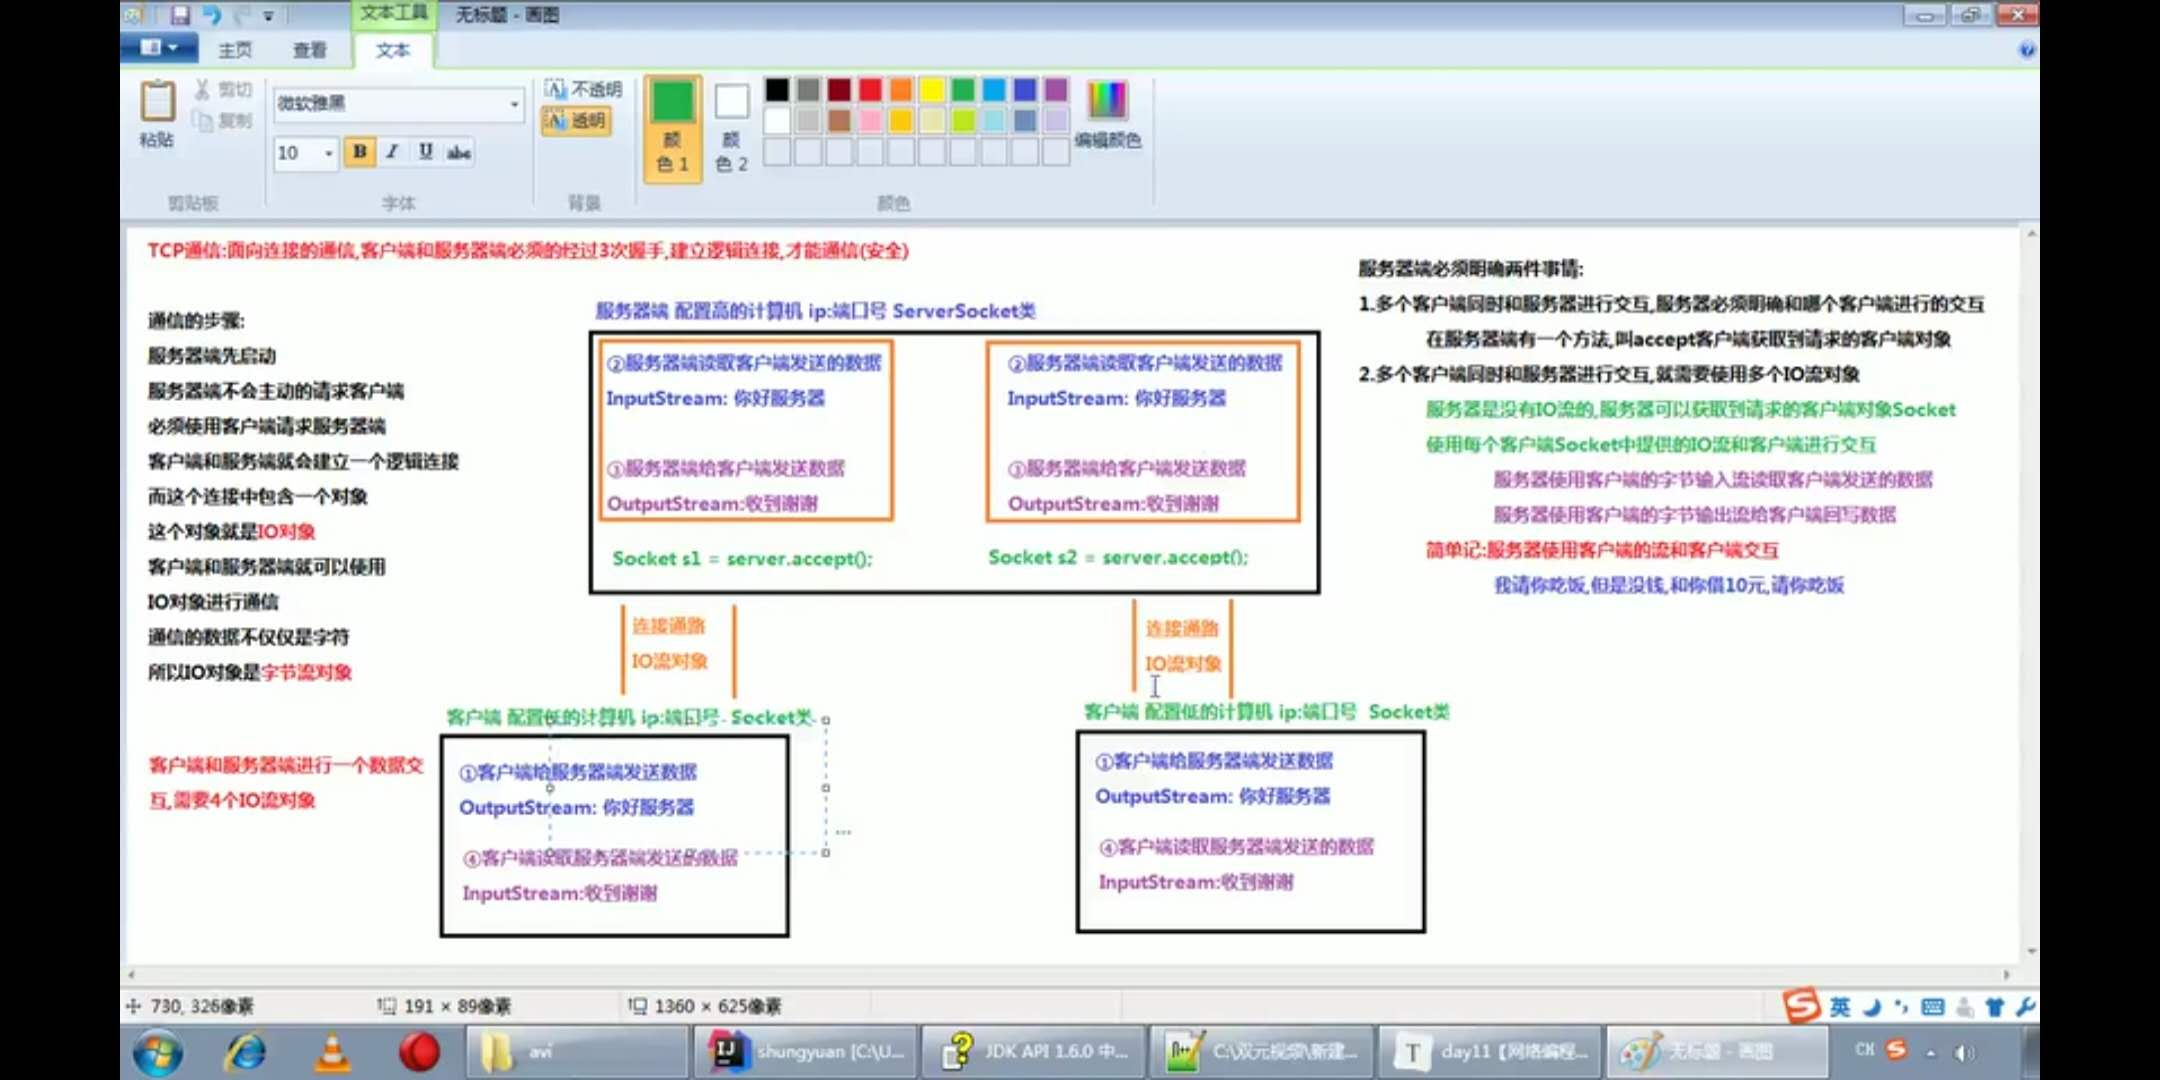 文本工具
无标题 - 画图
主页
查看
文本
粘贴
剪切
复制
剪贴板
微软雅黑
10
B I U abc
字体
不透明
透明
背景
颜
色 1
颜
色 2
编辑颜色
颜色
TCP通信:面向连接的通信,客户端和服务器端必须的经过3次握手,建立逻辑连接,才能通信(安全)
通信的步骤:
服务器端先启动
服务器端不会主动的请求客户端
必须使用客户端请求服务器端
客户端和服务端就会建立一个逻辑连接
而这个连接中包含一个对象
这个对象就是IO对象
客户端和服务器端就可以使用
IO对象进行通信
通信的数据不仅仅是字符
所以IO对象是字节流对象
客户端和服务器端进行一个数据交
互,需要4个IO流对象
服务器端 配置高的计算机 ip:端口号 ServerSocket类
②服务器端读取客户端发送的数据
InputStream: 你好服务器
③服务器端给客户端发送数据
OutputStream:收到谢谢
Socket s1 = server.accept();
②服务器端读取客户端发送的数据
InputStream: 你好服务器
③服务器端给客户端发送数据
OutputStream:收到谢谢
Socket s2 = server.accept();
连接通路
IO流对象
连接通路
IO流对象
客户端 配置低的计算机 ip:端口号 Socket类
①客户端给服务器端发送数据
OutputStream: 你好服务器
④客户端读取服务器端发送的数据
InputStream:收到谢谢
客户端 配置低的计算机 ip:端口号 Socket类
①客户端给服务器端发送数据
OutputStream: 你好服务器
④客户端读取服务器端发送的数据
InputStream:收到谢谢
服务器端必须明确两件事情:
1.多个客户端同时和服务器进行交互,服务器必须明确和哪个客户端进行的交互
在服务器端有一个方法,叫accept客户端获取到请求的客户端对象
2.多个客户端同时和服务器进行交互,就需要使用多个IO流对象
服务器是没有IO流的,服务器可以获取到请求的客户端对象Socket
使用每个客户端Socket中提供的IO流和客户端进行交互
服务器使用客户端的字节输入流读取客户端发送的数据
服务器使用客户端的字节输出流给客户端回写数据
简单记:服务器使用客户端的流和客户端交互
我请你吃饭,但是没钱,和你借10元,请你吃饭
730, 326像素
191 × 89像素
1360 × 625像素
英
avi
shungyuan [C:\U...
JDK API 1.6.0 中...
C:\双元视频\新建...
day11【网络编程...
无标题 - 画图
CH